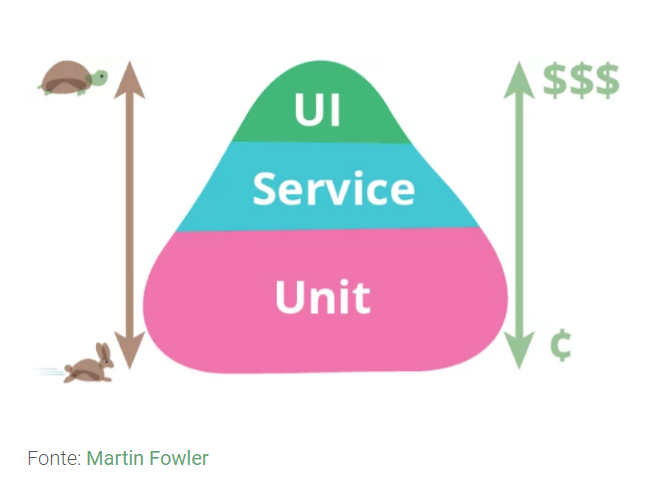 UI
$$$
Service
Unit
¢
Fonte: Martin Fowler